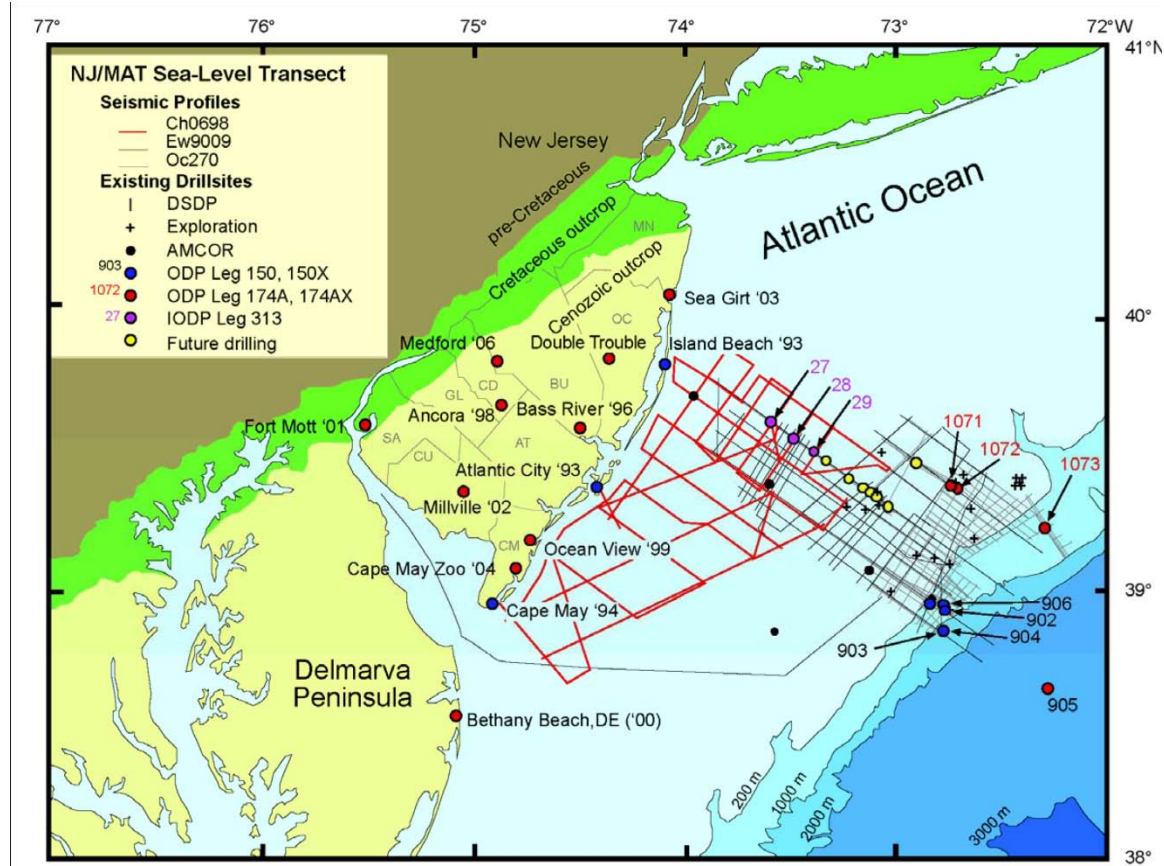 77°
76°
75°
74°
73°
72°W
41°N
NJ/MAT Sea-Level Transect
Seismic Profiles
Ch0698
Ew9009
Oc270
Existing Drillsites
DSDP
Exploration
AMCOR
903
ODP Leg 150, 150X
1072
ODP Leg 174A, 174AX
27
IODP Leg 313
Future drilling
New Jersey
pre-Cretaceous
Cretaceous outcrop
Cenozoic outcrop
MN
Atlantic Ocean
Sea Girt ‘03
40°
OC
Medford ‘06
Double Trouble
Island Beach ‘93
27
28
29
GL
CD
BU
Ancora ‘98
Bass River ‘96
Fort Mott ‘01
SA
CU
AT
1071
1072
1073
Atlantic City ‘93
Millville ‘02
CM
Ocean View ‘99
Cape May Zoo ‘04
39°
Cape May ‘94
906
902
904
903
905
Delmarva
Peninsula
Bethany Beach,DE (‘00)
200 m
1000 m
2000 m
3000 m
38°